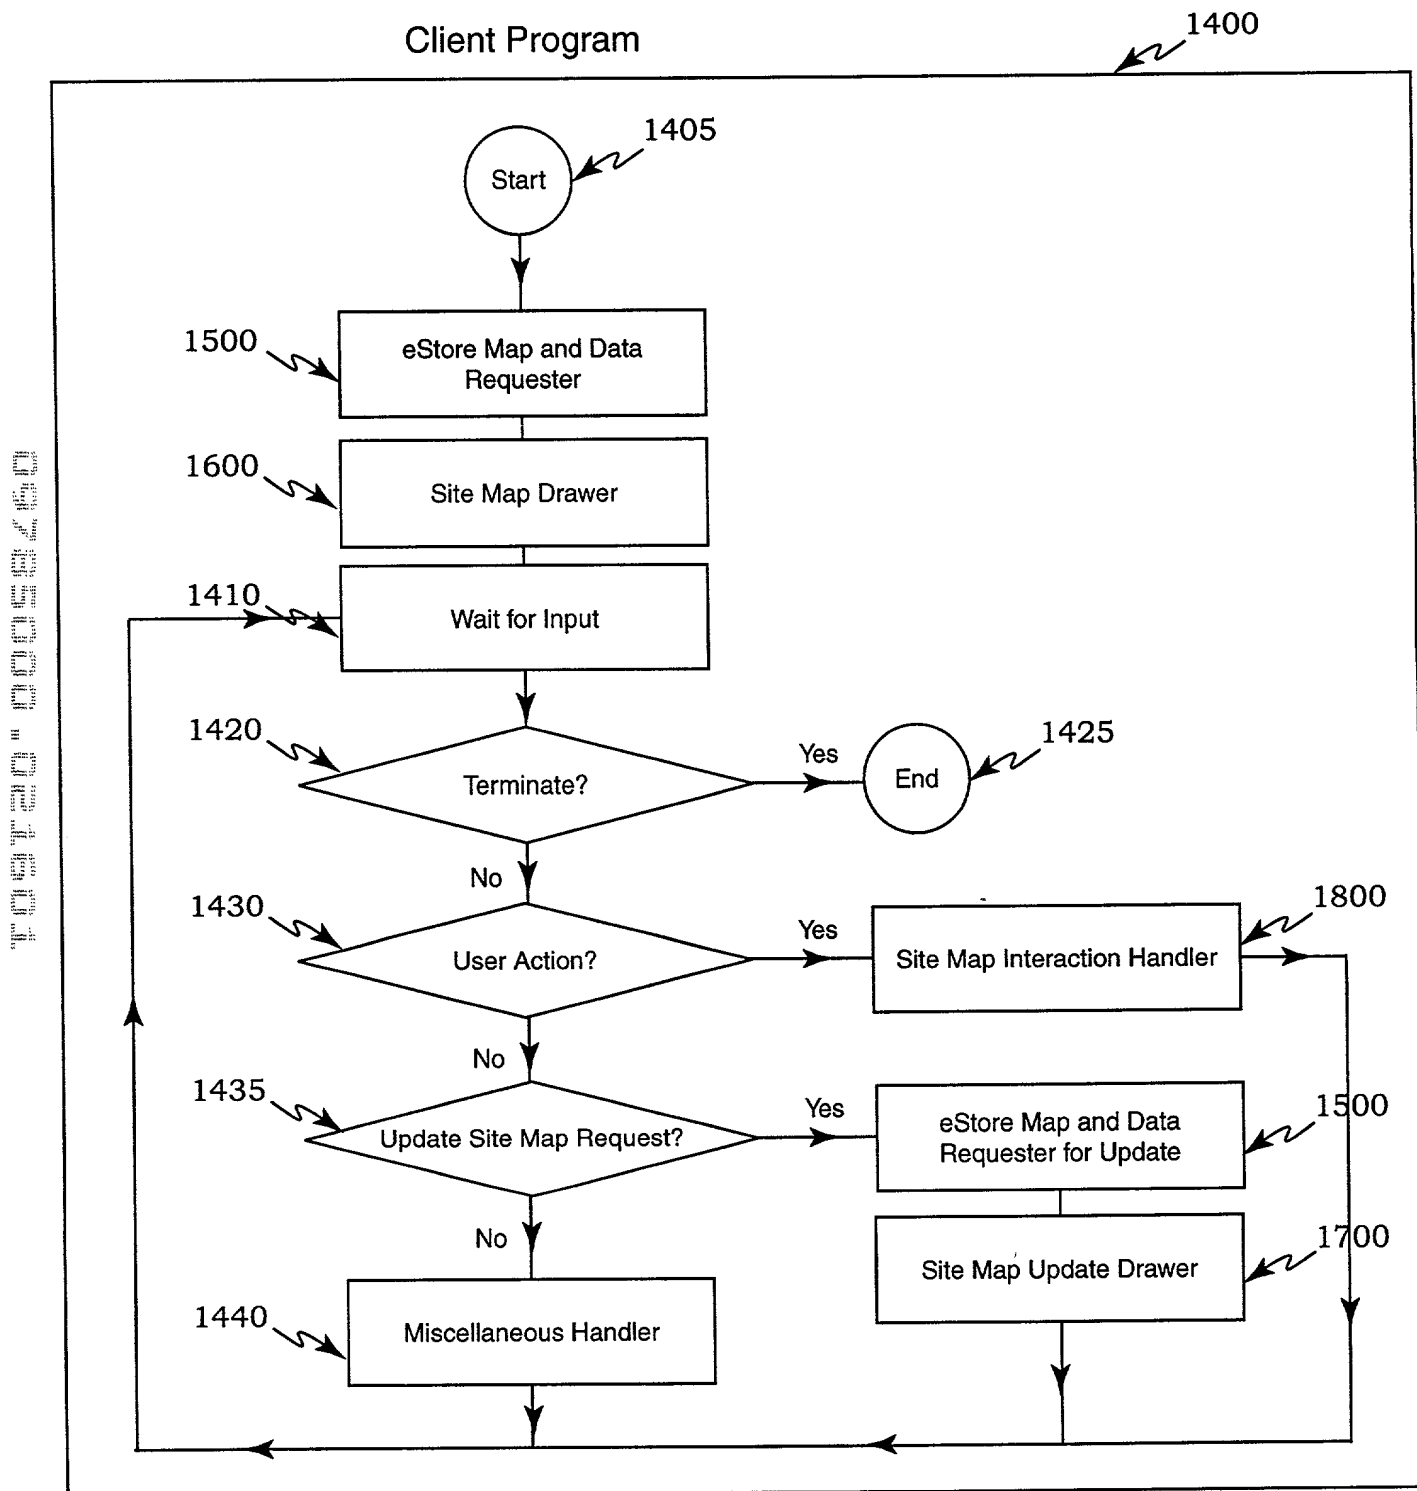 Client Program
1400
1405
Start
1500
eStore Map and Data
Requester
1600
Site Map Drawer
1410
Wait for Input
1420
Terminate?
Yes
End
1425
No
1430
User Action?
Yes
Site Map Interaction Handler
1800
No
1435
Update Site Map Request?
Yes
eStore Map and Data
Requester for Update
1500
No
Site Map Update Drawer
1700
1440
Miscellaneous Handler